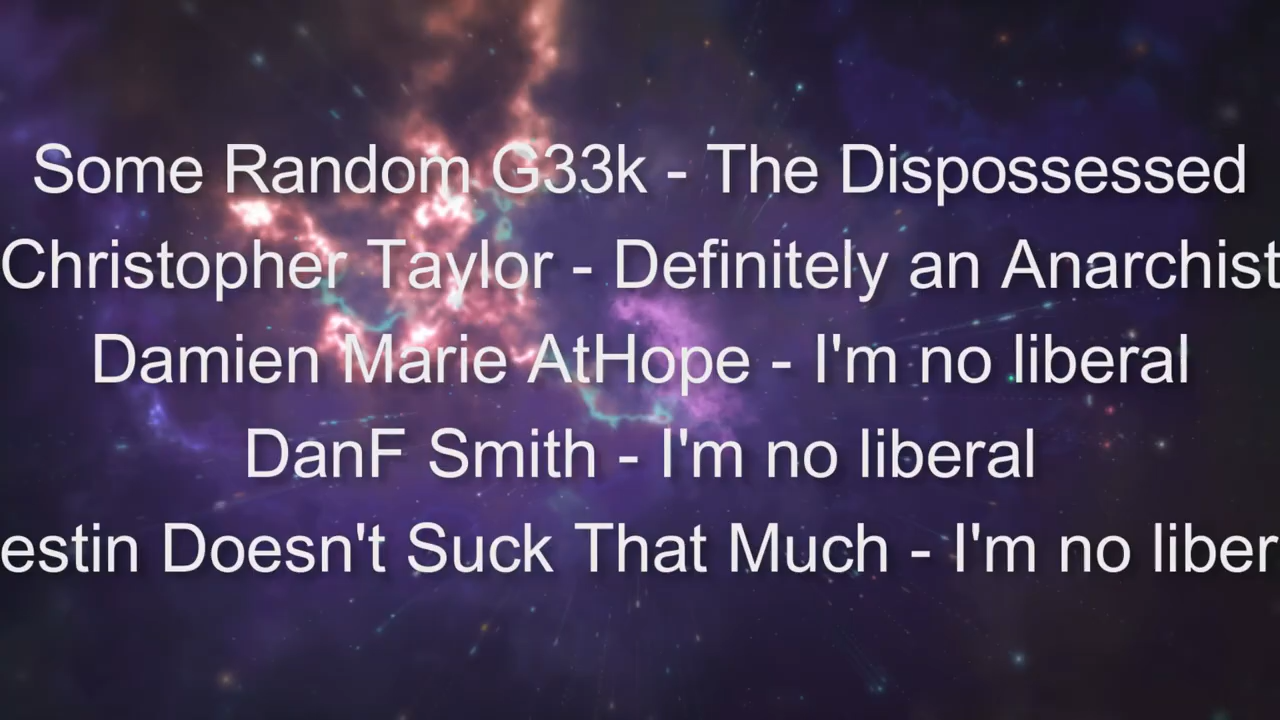 Some Random G33k - The Dispossessed
Christopher Taylor - Definitely an Anarchist
Damien Marie AtHope - I'm no liberal
DanF Smith - I'm no liberal
estin Doesn't Suck That Much - I'm no liber